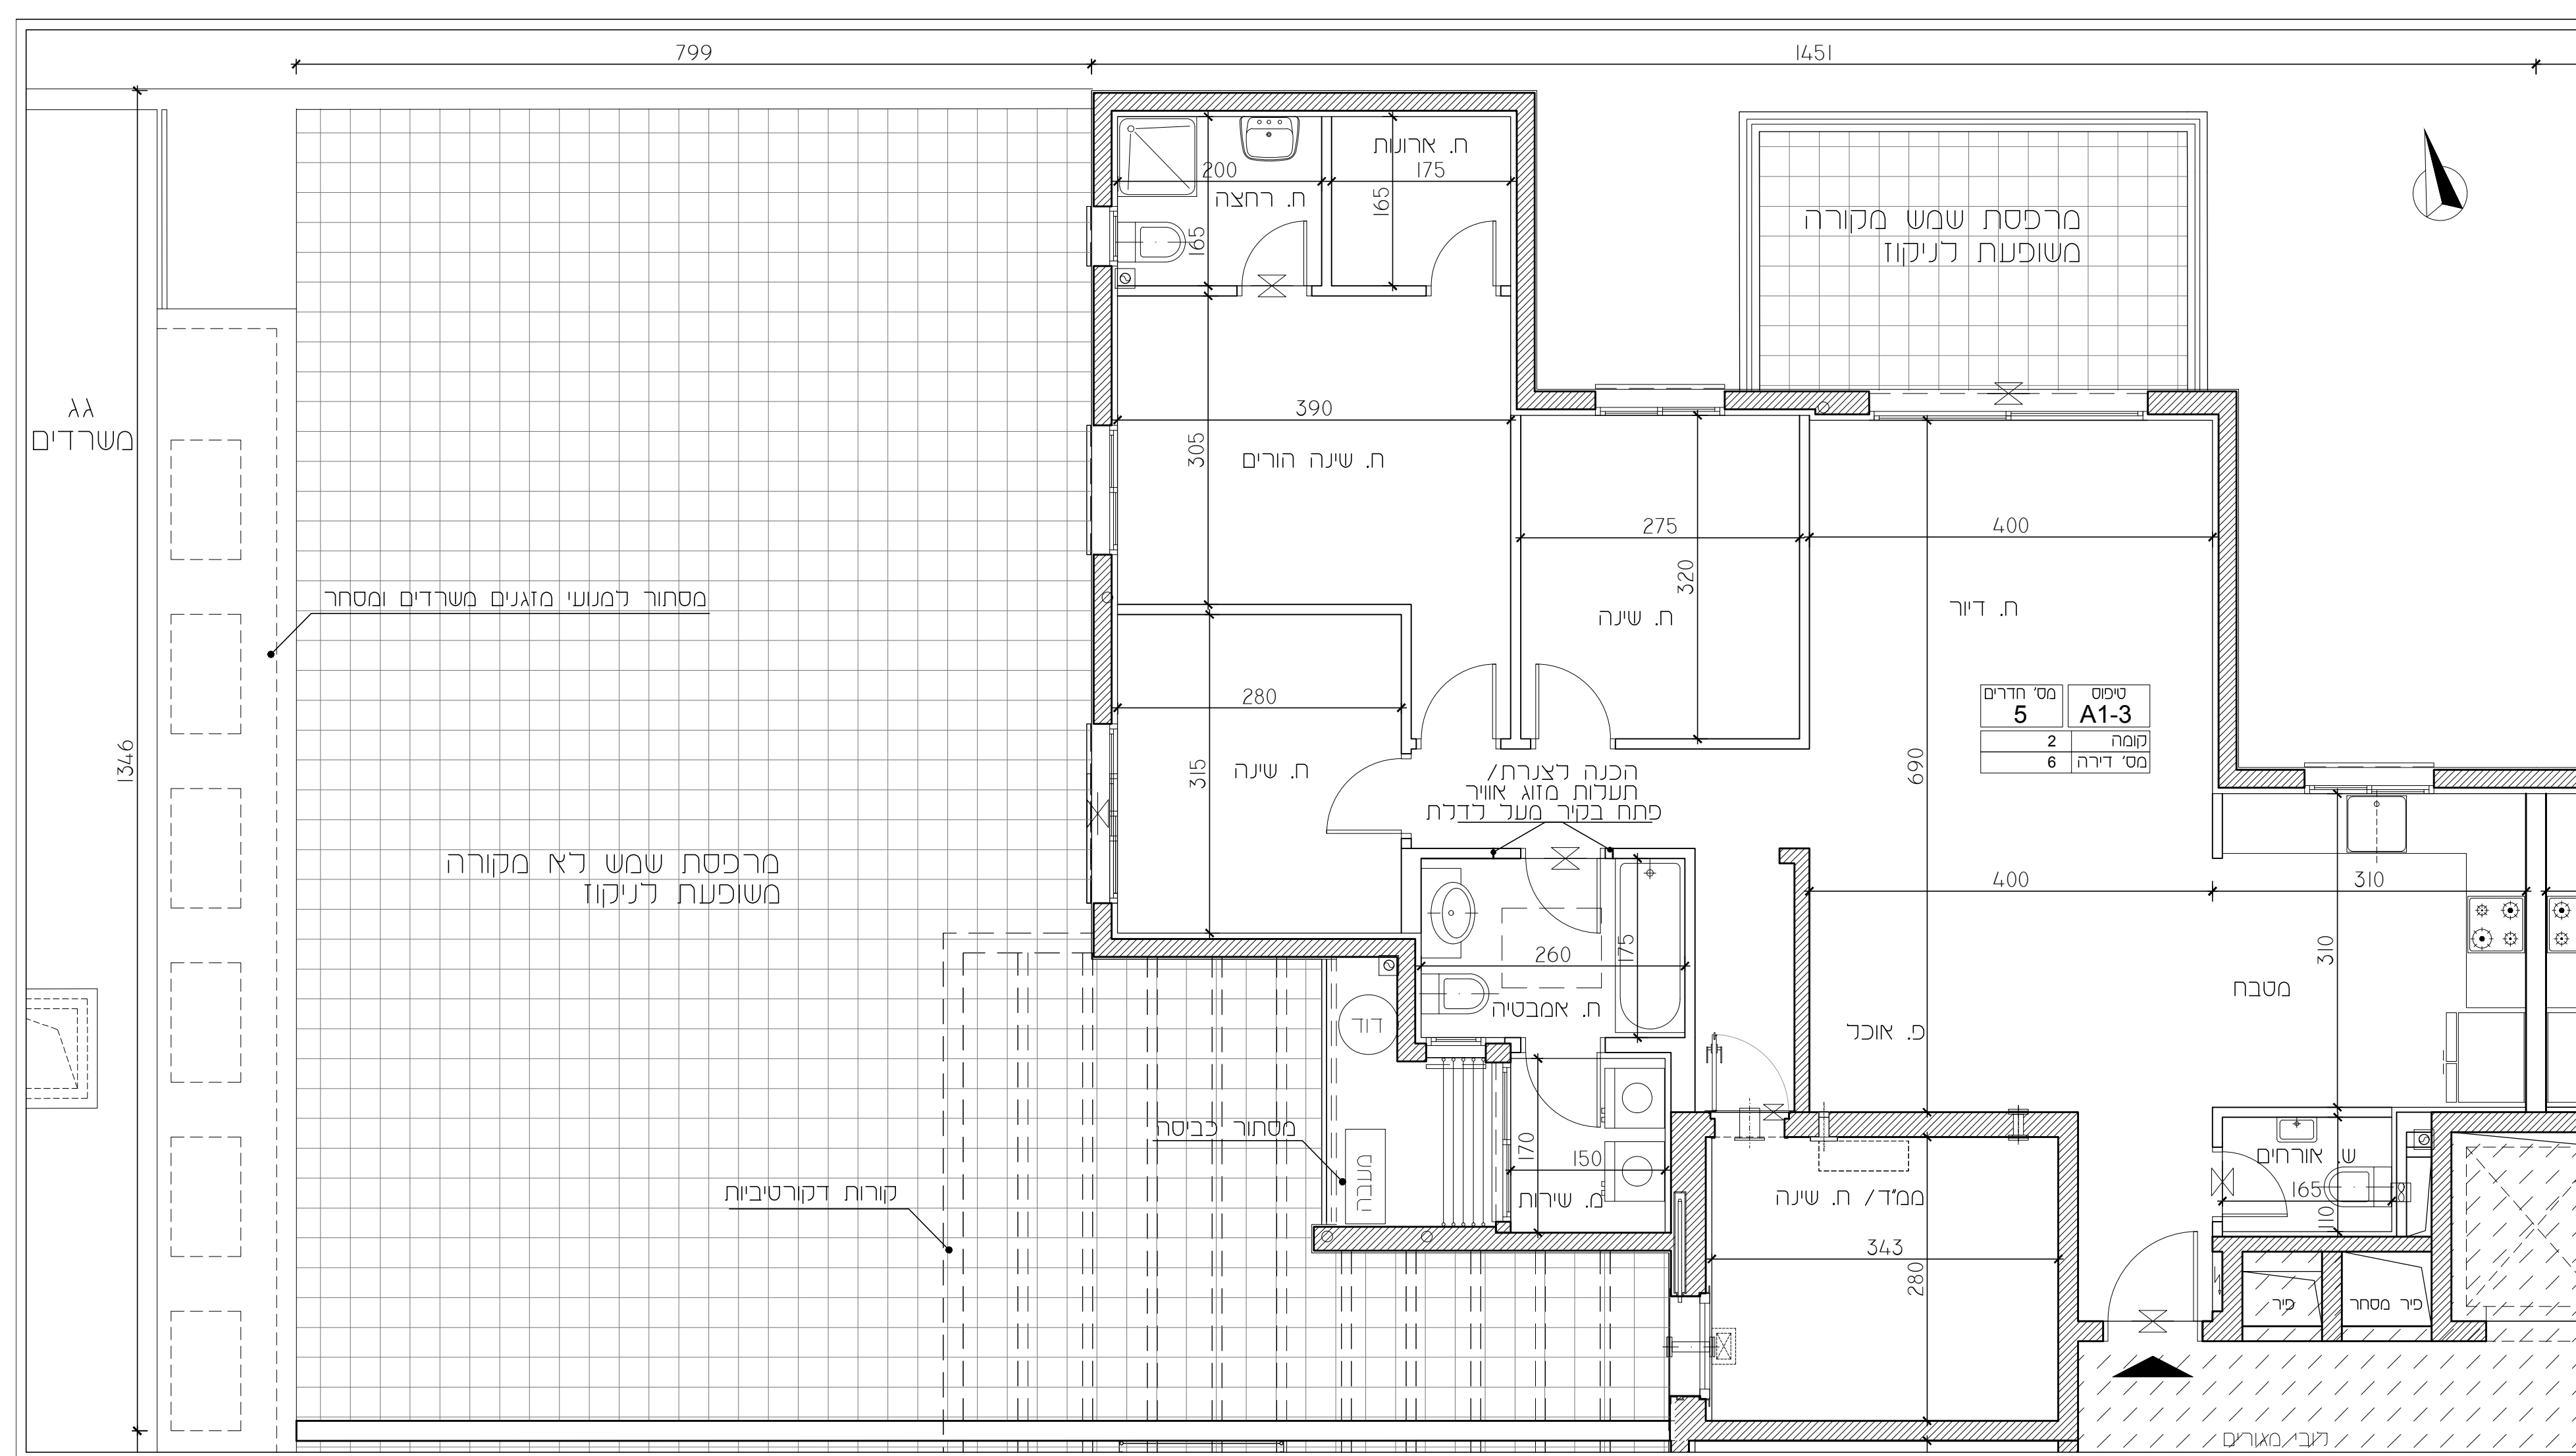 799
1451
ח. ארונות
200
175
ח. רחצה
165
165
מרפסת שמש מקורה
משופעת לניקוז
גג
משרדים
390
305
ח. שינה הורים
275
400
320
מסתור למנועי מזגנים משרדים ומסחר
ח. שינה
ח. דיור
280
טיפוס
A1-3
מס' חדרים
5
קומה
2
מס' דירה
6
1346
315
ח. שינה
690
הכנה לצנרת/
תעלות מזוג אוויר
פתח בקיר מעל לדלת
מרפסת שמש לא מקורה
משופעת לניקוז
400
310
260
175
310
מטבח
ח. אמבטיה
דוד
פ. אוכל
מסתור כביסה
170
150
ש. אורחים
165
110
מעבה
קורות דקורטיביות
מ. שירות
ממ"ד/ ח. שינה
343
280
פיר
פיר מסחר
לובי מגורים